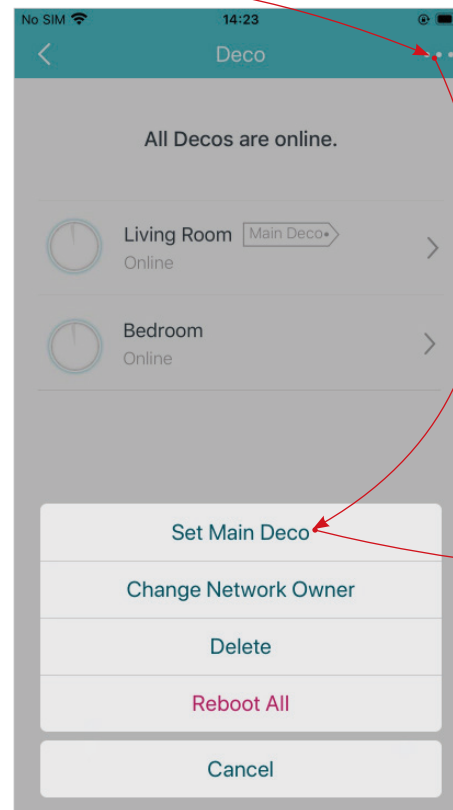 No SIM 14:23
Deco
All Decos are online.
Living Room Main Deco
Online
Bedroom
Online
Set Main Deco
Change Network Owner
Delete
Reboot All
Cancel